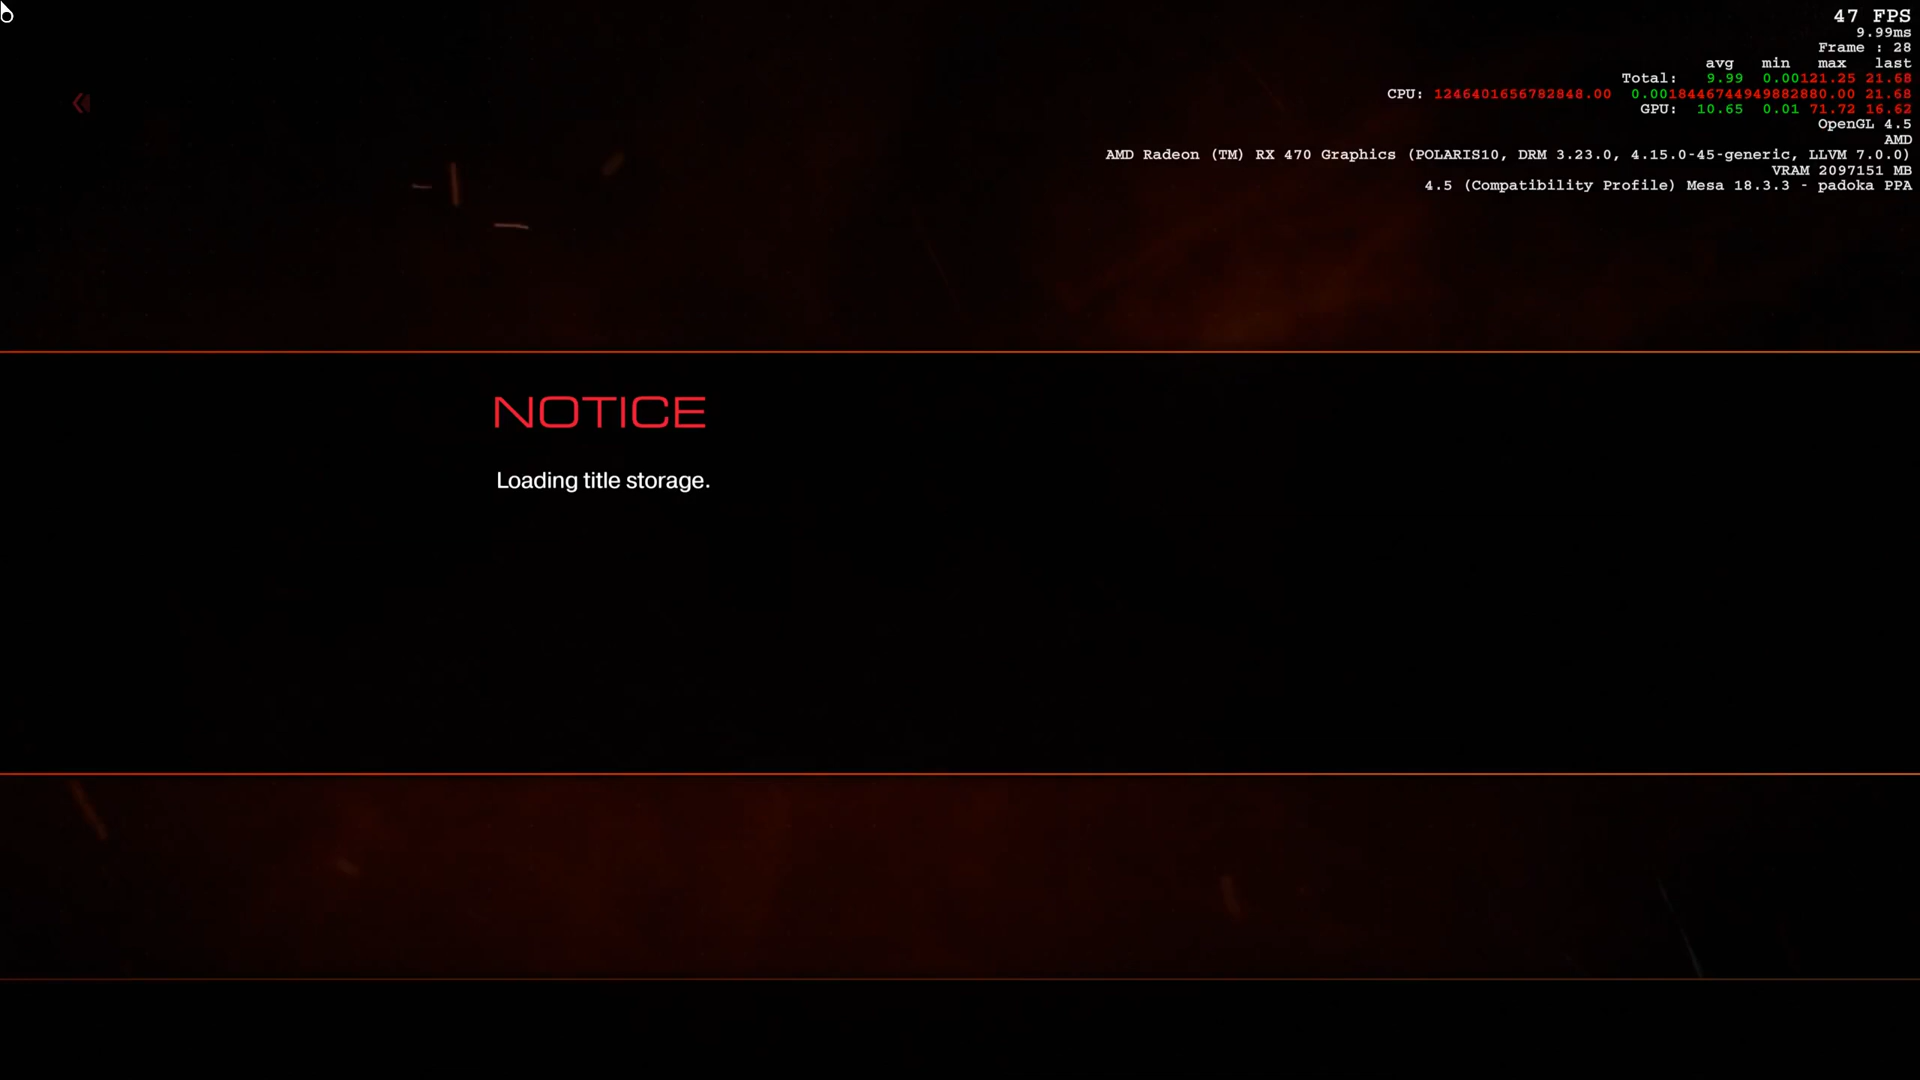 47 FPS
9.99ms
Frame : 28
avg min max last
Total: 9.99 0.00121.25 21.68
CPU: 1246401656782848.00 0.0018446744949882880.00 21.68
GPU: 10.65 0.01 71.72 16.62
OpenGL 4.5
AMD
AMD Radeon (TM) RX 470 Graphics (POLARIS10, DRM 3.23.0, 4.15.0-45-generic, LLVM 7.0.0)
VRAM 2097151 MB
4.5 (Compatibility Profile) Mesa 18.3.3 - padoka PPA
NOTICE
Loading title storage.